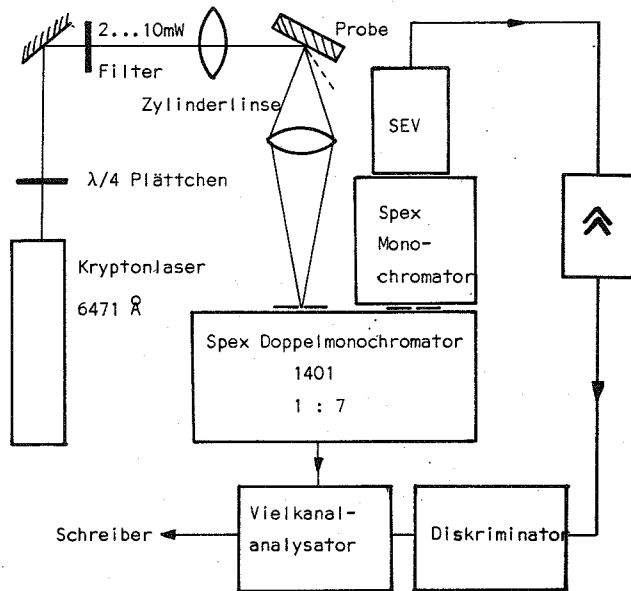 2...10mW
Filter
Probe
Zylinderlinse
SEV
λ/4 Plättchen
Spex
Mono-
chromator
Kryptonlaser
6471 Å
Spex Doppelmonochromator
1401
1 : 7
Vielkanal-
analysator
Schreiber
Diskriminator